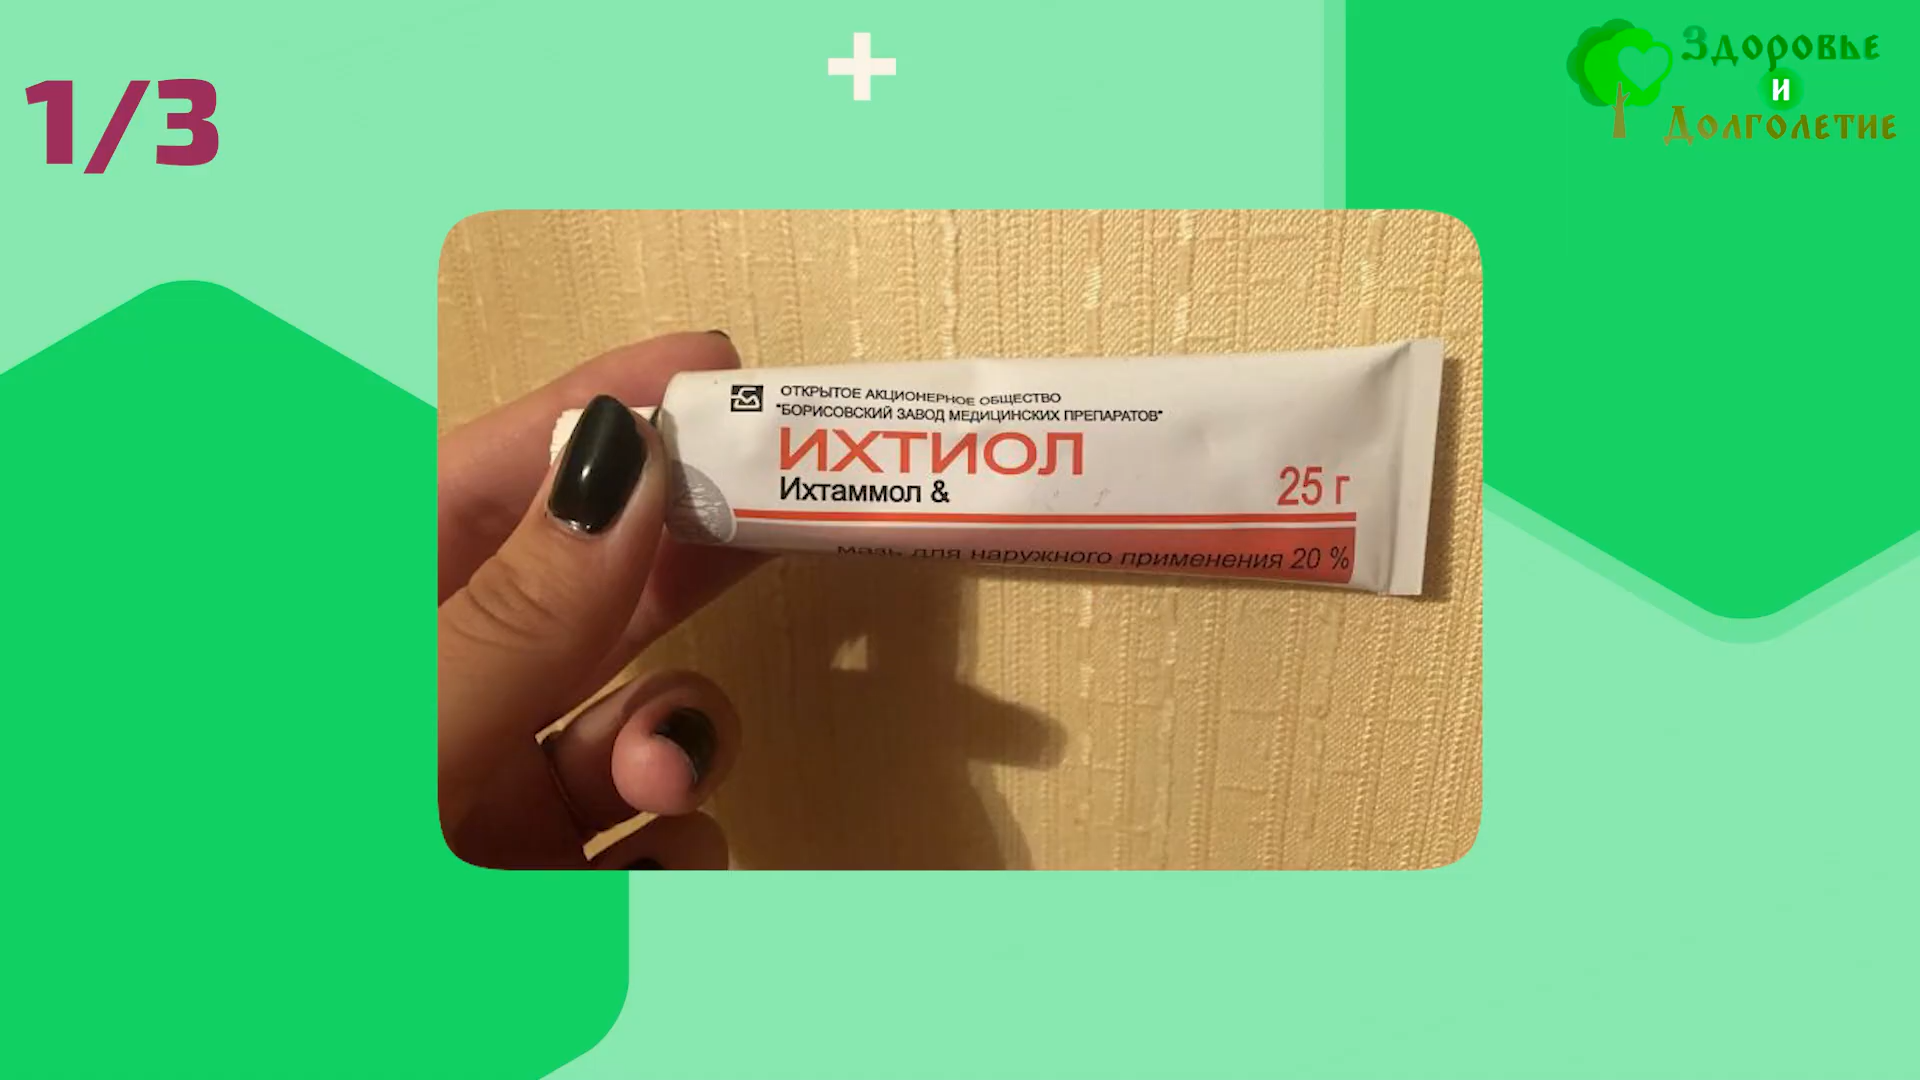 1/3
Здоровье
и
Долголетие
ОТКРЫТОЕ АКЦИОНЕРНОЕ ОБЩЕСТВО
"БОРИСОВСКИЙ ЗАВОД МЕДИЦИНСКИХ ПРЕПАРАТОВ"
ИХТИОЛ
Ихтаммол &
25 г
мазь для наружного применения 20 %